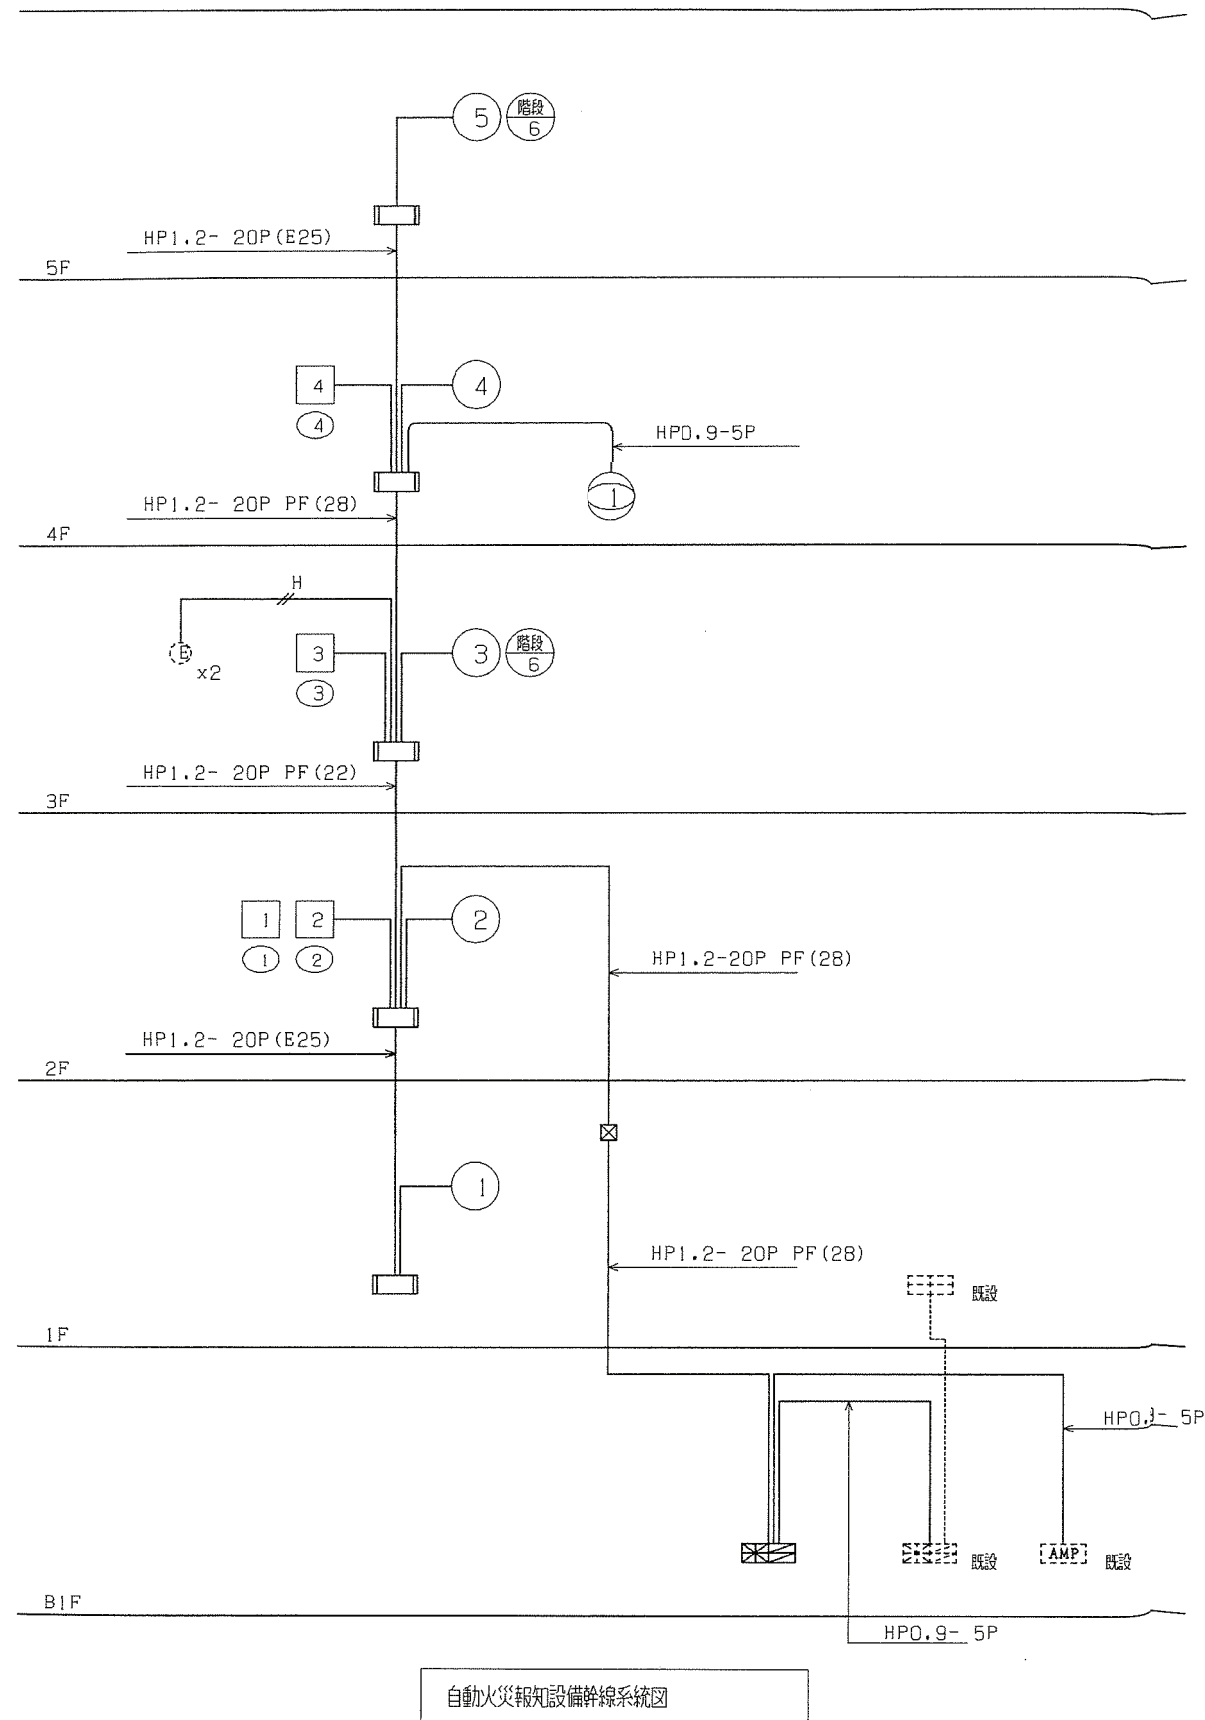 5 階段
6
HP1.2- 20P(E25)
5F
4 4
4
HP0.9-5P
1
HP1.2- 20P PF(28)
4F
H
E
x2
3 3 階段
6
3
HP1.2- 20P PF(22)
3F
1 2 2
1 2
HP1.2-20P PF(28)
HP1.2- 20P(E25)
2F
1
HP1.2- 20P PF(28)
既設
1F
5P
AMP
既設 既設
B1F
HP0.9- 5P
自動火災報知設備幹線系統図